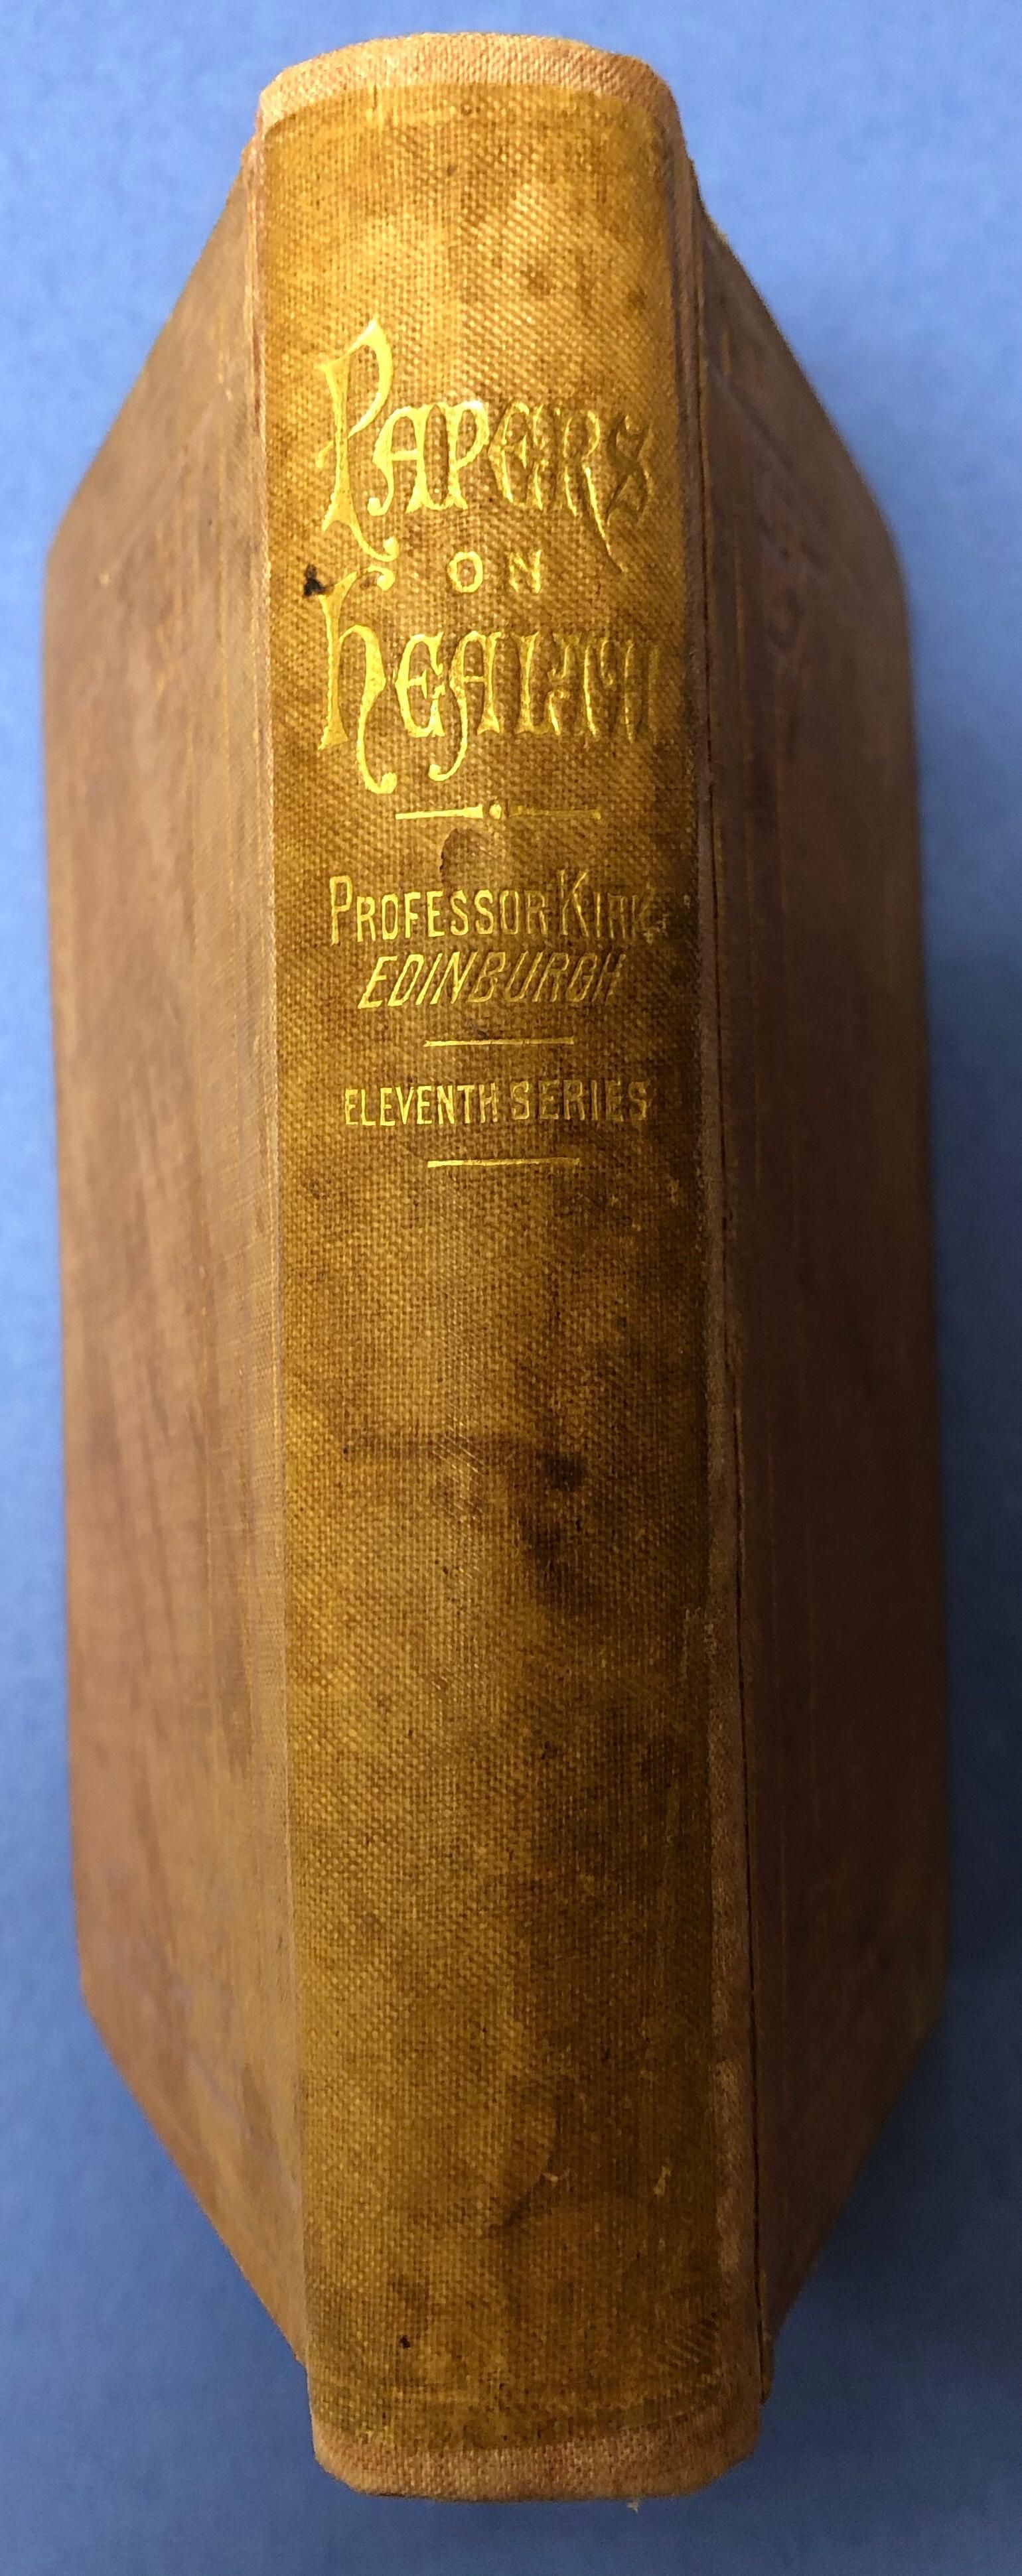 PAPERS
ON
HEALTH
PROFESSOR KIRK
EDINBURGH
ELEVENTH SERIES